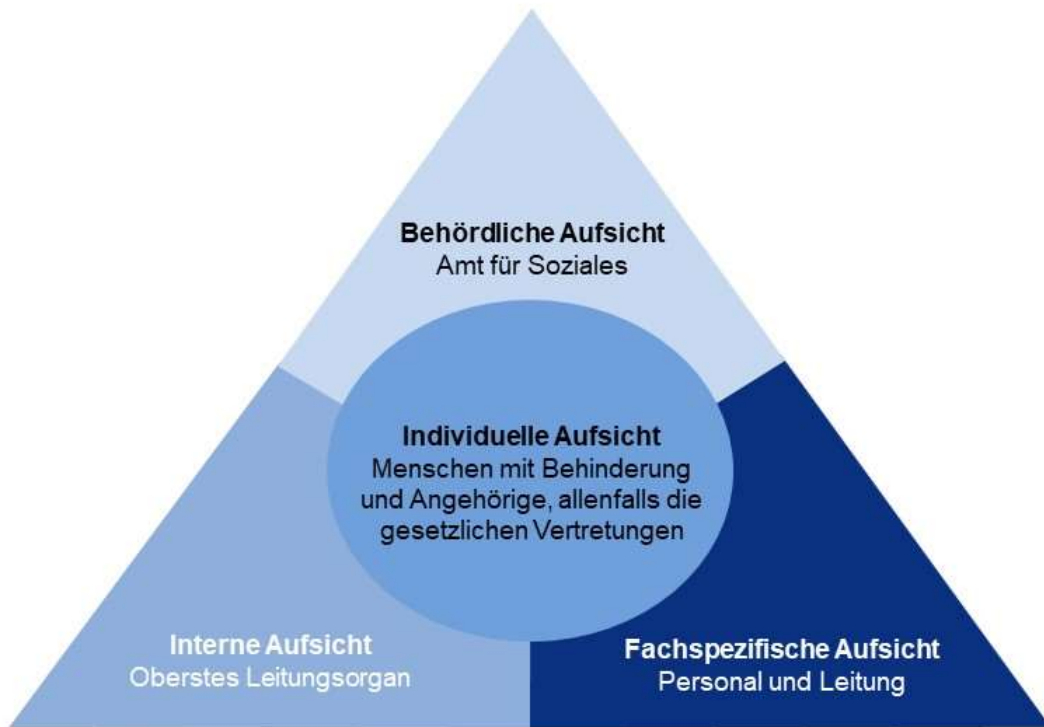 Behördliche Aufsicht
Amt für Soziales
Individuelle Aufsicht
Menschen mit Behinderung
und Angehörige, allenfalls die
gesetzlichen Vertretungen
Interne Aufsicht
Oberstes Leitungsorgan
Fachspezifische Aufsicht
Personal und Leitung